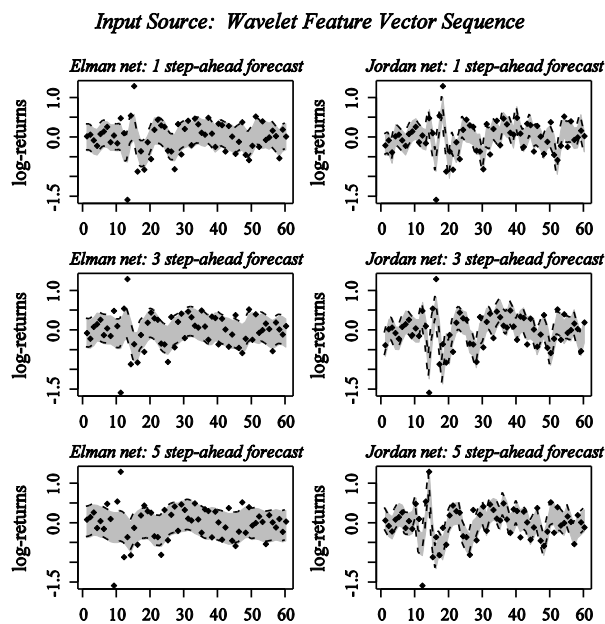 Input Source: Wavelet Feature Vector Sequence
Elman net: 1 step-ahead forecast
Jordan net: 1 step-ahead forecast
log-returns
1.0
0.0
-1.5
0 10 20 30 40 50 60
log-returns
1.0
0.0
-1.5
0 10 20 30 40 50 60
Elman net: 3 step-ahead forecast
Jordan net: 3 step-ahead forecast
log-returns
1.0
0.0
-1.5
0 10 20 30 40 50 60
log-returns
1.0
0.0
-1.5
0 10 20 30 40 50 60
Elman net: 5 step-ahead forecast
Jordan net: 5 step-ahead forecast
log-returns
1.0
0.0
-1.5
0 10 20 30 40 50 60
log-returns
1.0
0.0
-1.5
0 10 20 30 40 50 60